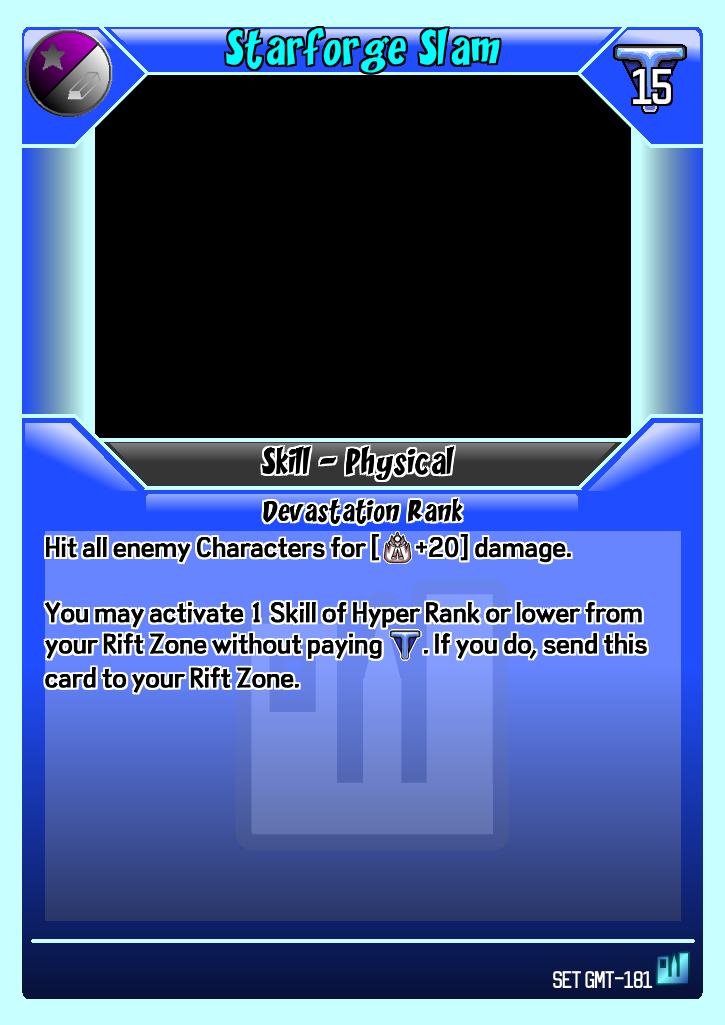 Starforge Slam
15
Skill - Physical
Devastation Rank
Hit all enemy Characters for [ +20] damage.
You may activate 1 Skill of Hyper Rank or lower from
your Rift Zone without paying . If you do, send this
card to your Rift Zone.
SET GMT-181